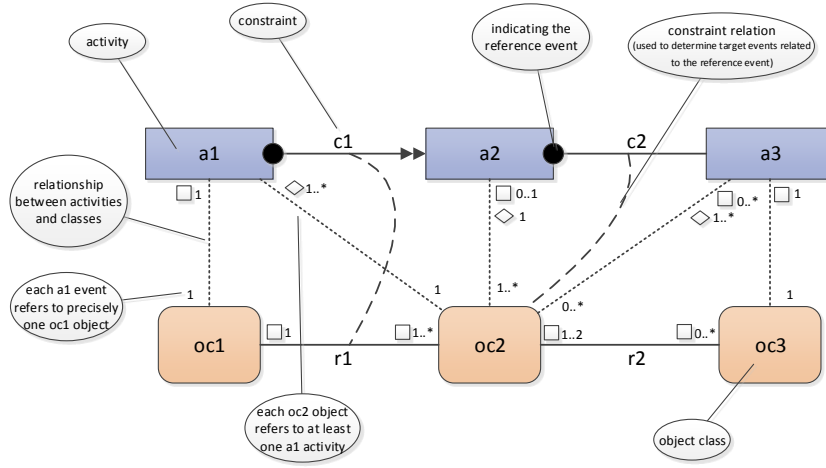 activity
constraint
indicating the
reference event
constraint relation
(used to determine target events related
to the reference event)
a1
c1
a2
c2
a3
relationship
between activities
and classes
1
1..*
0..1
1
0..*
1..*
1
each a1 event
refers to precisely
one oc1 object
1
1
1..*
0..*
1
oc1
1
r1
1..*
oc2
1..2
r2
0..*
oc3
each oc2 object
refers to at least
one a1 activity
object class